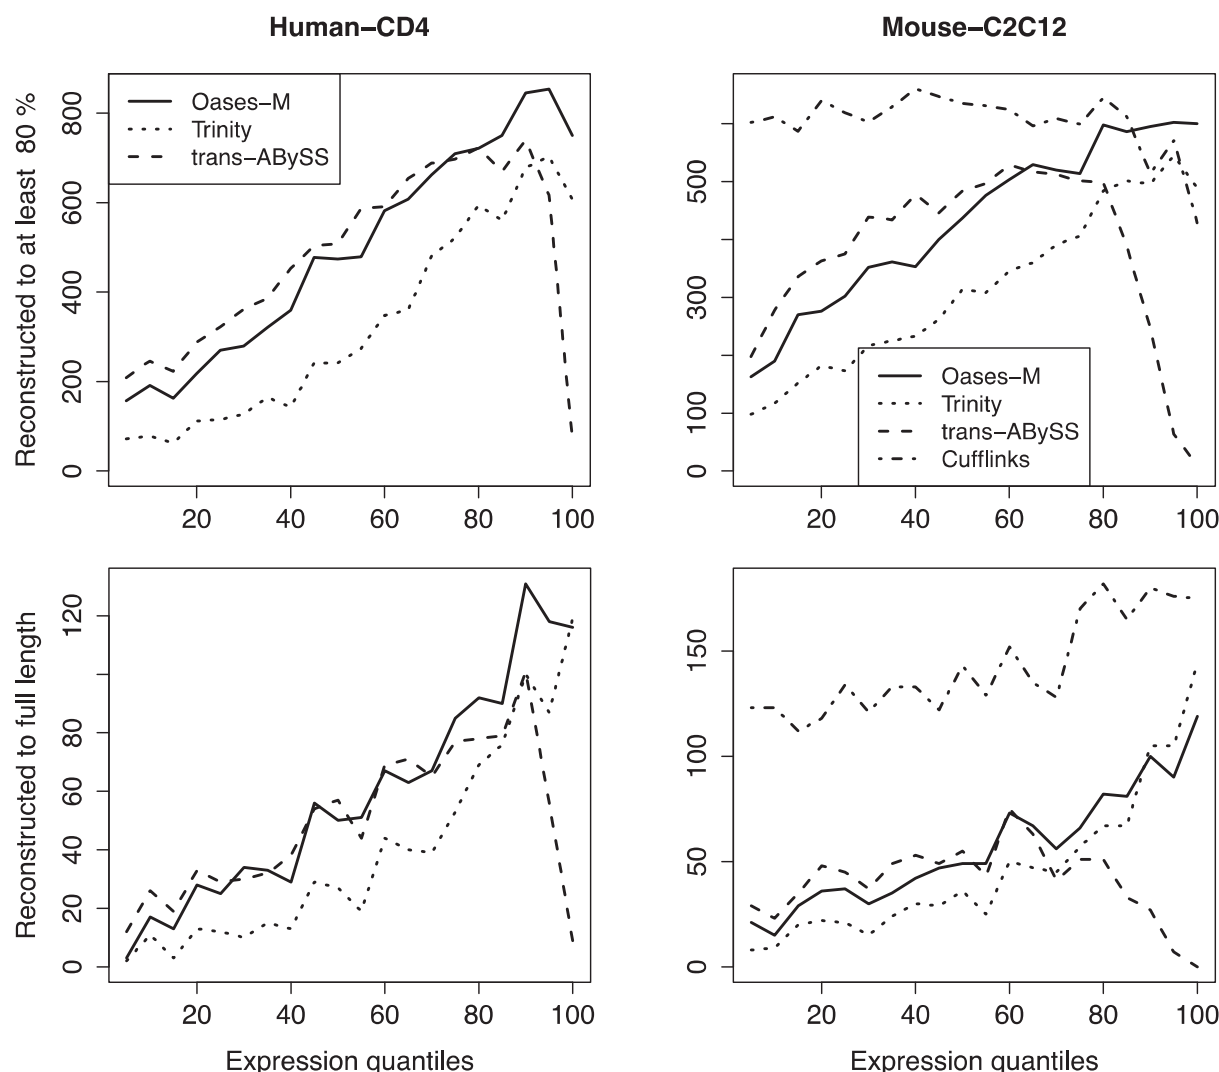 Human–CD4
Mouse–C2C12
Reconstructed to at least 80 %
0 200 400 600 800
Oases–M
Trinity
trans–ABySS
20 40 60 80 100
0 100 300 500
Oases–M
Trinity
trans–ABySS
Cufflinks
20 40 60 80 100
Reconstructed to full length
0 20 40 60 80 120
20 40 60 80 100
Expression quantiles
0 50 100 150
20 40 60 80 100
Expression quantiles